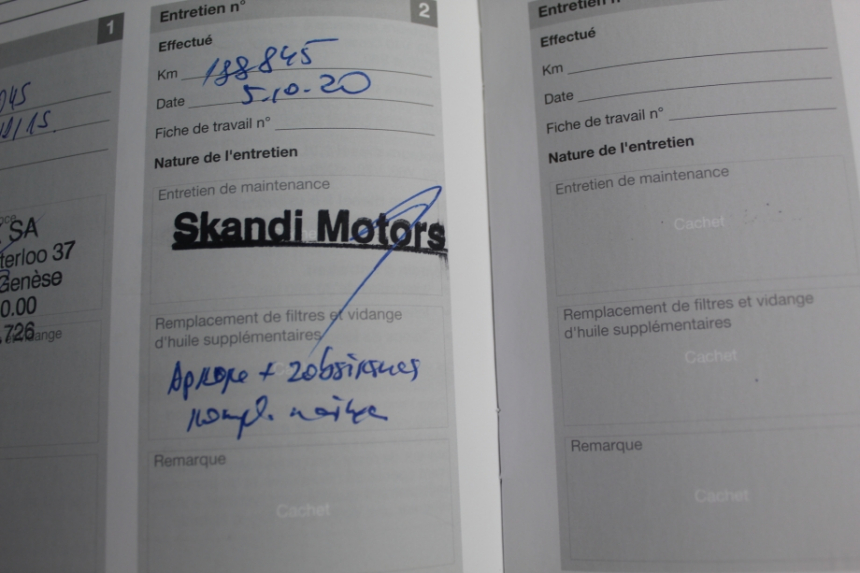 1
045
SA
terloo 37
Genèse
0.00
.726
Entretien n° 2
Effectué
Km 188845
Date 5.10.20
Fiche de travail n°
Nature de l'entretien
Entretien de maintenance
Skandi Motors
Remplacement de filtres et vidange
d'huile supplémentaires
Remarque
Cachet
Entretien n°
Effectué
Km
Date
Fiche de travail n°
Nature de l'entretien
Entretien de maintenance
Cachet
Remplacement de filtres et vidange
d'huile supplémentaires
Cachet
Remarque
Cachet